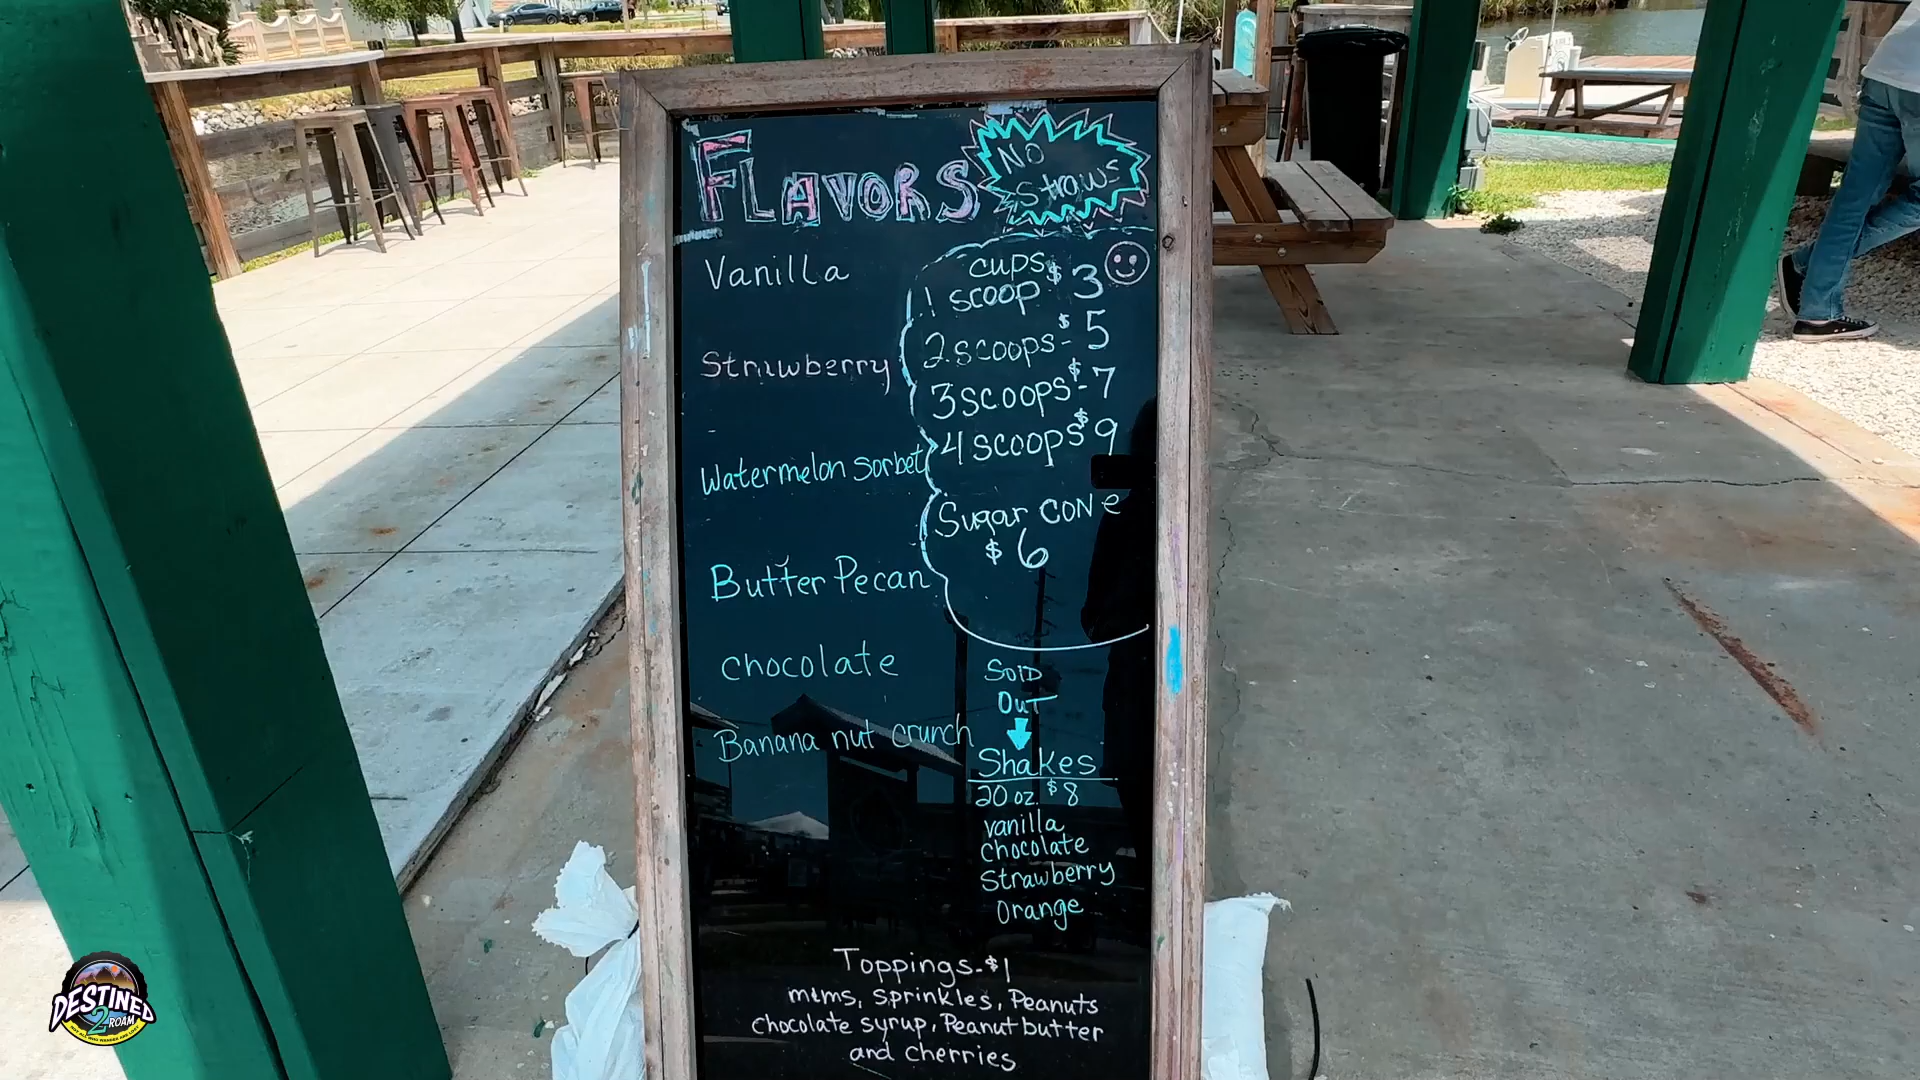 FLAVORS
No
Straws
Vanilla
Strawberry
Watermelon Sorbet
Butter Pecan
chocolate
Banana nut crunch
cups
1 scoop $3
2 scoops - $5
3 scoops - $7
4 scoops $9
Sugar CONe
$6
SolD
OuT
Shakes
20 oz. $8
vanilla
chocolate
Strawberry
Orange
Toppings - $1
m+ms, Sprinkles, Peanuts
chocolate syrup, Peanut butter
and cherries
DESTINED
2 ROAM